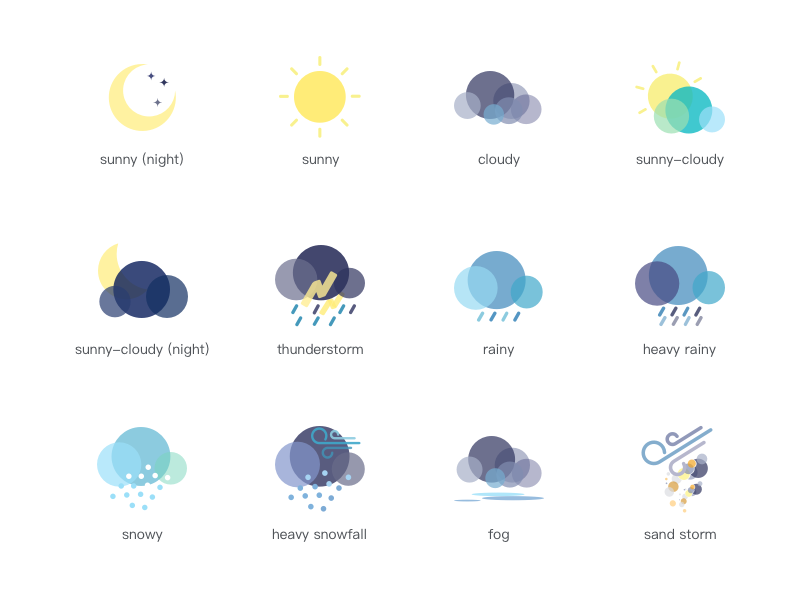 sunny (night)
sunny
cloudy
sunny–cloudy
sunny–cloudy (night)
thunderstorm
rainy
heavy rainy
snowy
heavy snowfall
fog
sand storm